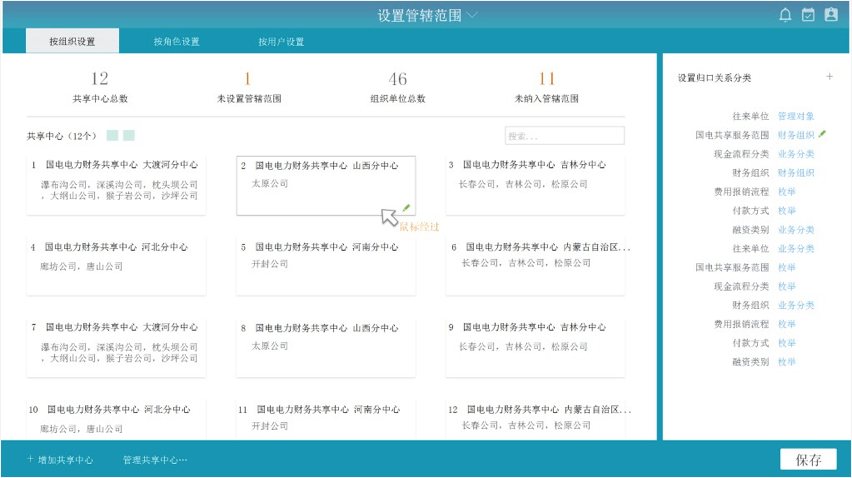 设置管辖范围
按组织设置 按角色设置 按用户设置
12 1 46 11
共享中心总数 未设置管辖范围 组织单位总数 未纳入管辖范围
共享中心（12个）
搜索...
1 国电电力财务共享中心 大渡河分中心
瀑布沟公司，深溪沟公司，枕头坝公司
，大纲山公司，猴子岩公司，沙坪公司
2 国电电力财务共享中心 山西分中心
太原公司
鼠标经过
3 国电电力财务共享中心 吉林分中心
长春公司，吉林公司，松原公司
4 国电电力财务共享中心 河北分中心
廊坊公司，唐山公司
5 国电电力财务共享中心 河南分中心
开封公司
6 国电电力财务共享中心 内蒙古自治区...
长春公司，吉林公司，松原公司
7 国电电力财务共享中心 大渡河分中心
瀑布沟公司，深溪沟公司，枕头坝公司
，大纲山公司，猴子岩公司，沙坪公司
8 国电电力财务共享中心 山西分中心
太原公司
9 国电电力财务共享中心 吉林分中心
长春公司，吉林公司，松原公司
10 国电电力财务共享中心 河北分中心
廊坊公司，唐山公司
11 国电电力财务共享中心 河南分中心
开封公司
12 国电电力财务共享中心 内蒙古自治区...
长春公司，吉林公司，松原公司
设置归口关系分类 +
往来单位 管理对象
国电共享服务范围 财务组织
现金流程分类 业务分类
财务组织 财务组织
费用报销流程 枚举
付款方式 枚举
融资类别 业务分类
往来单位 业务分类
国电共享服务范围 枚举
现金流程分类 枚举
财务组织 业务分类
费用报销流程 枚举
付款方式 枚举
融资类别 枚举
+ 增加共享中心 管理共享中心…
保存